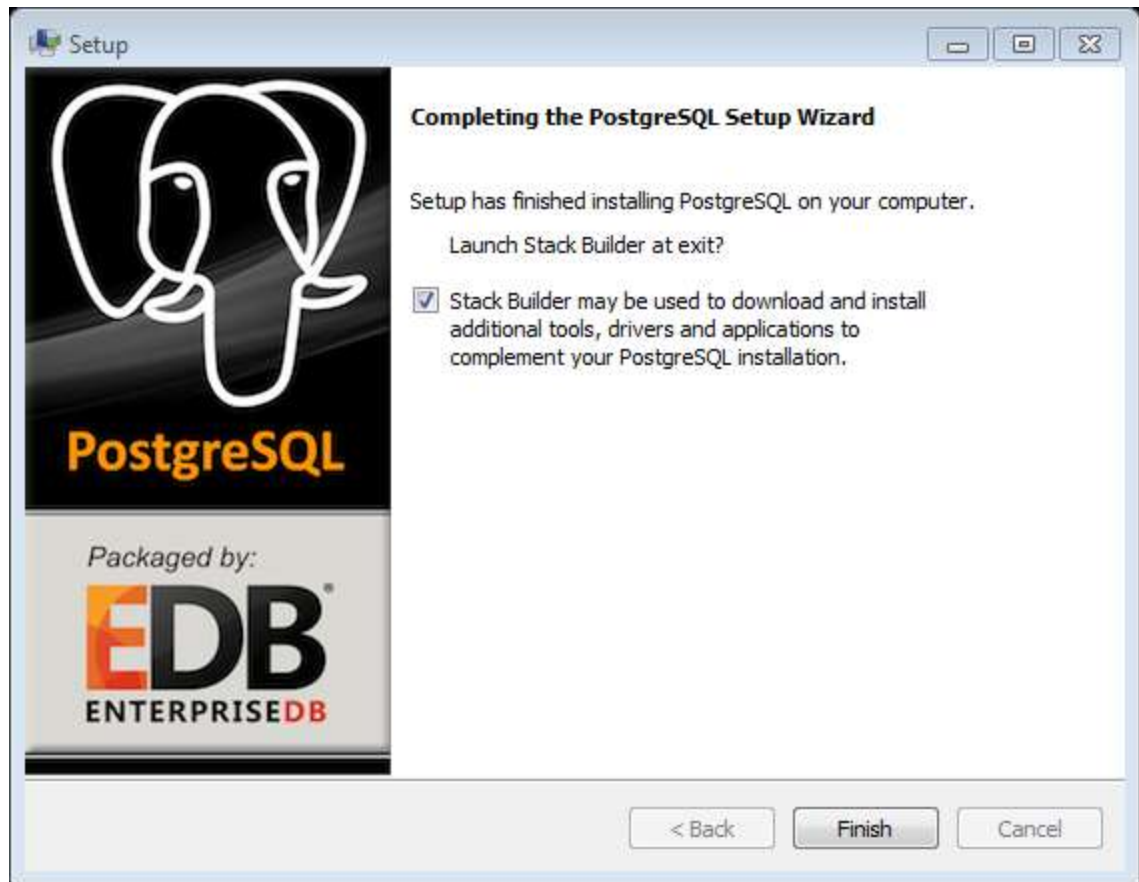 Setup
Completing the PostgreSQL Setup Wizard
Setup has finished installing PostgreSQL on your computer.
Launch Stack Builder at exit?
Stack Builder may be used to download and install
additional tools, drivers and applications to
complement your PostgreSQL installation.
PostgreSQL
Packaged by:
EDB®
ENTERPRISEDB
< Back
Finish
Cancel